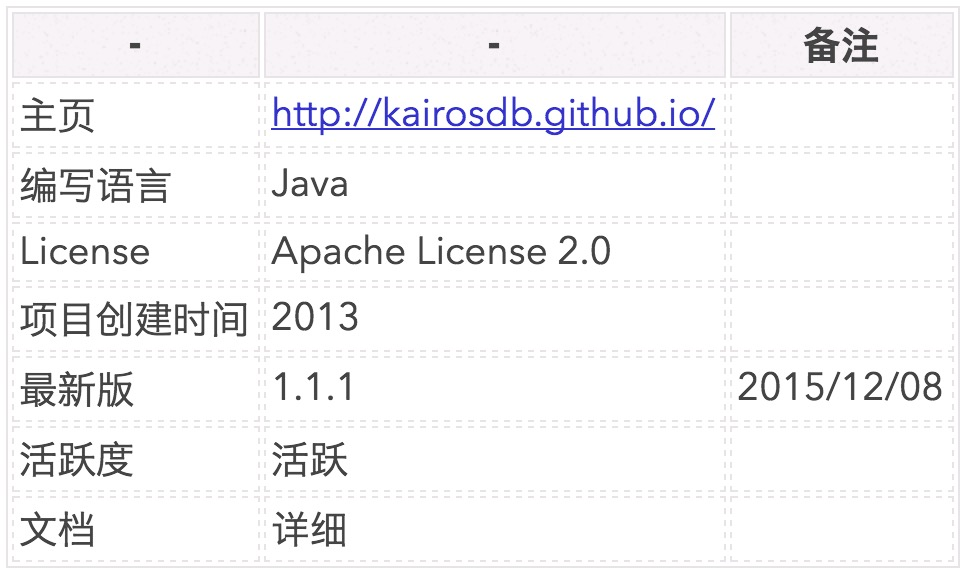 - - 备注
主页 http://kairosdb.github.io/
编写语言 Java
License Apache License 2.0
项目创建时间 2013
最新版 1.1.1 2015/12/08
活跃度 活跃
文档 详细